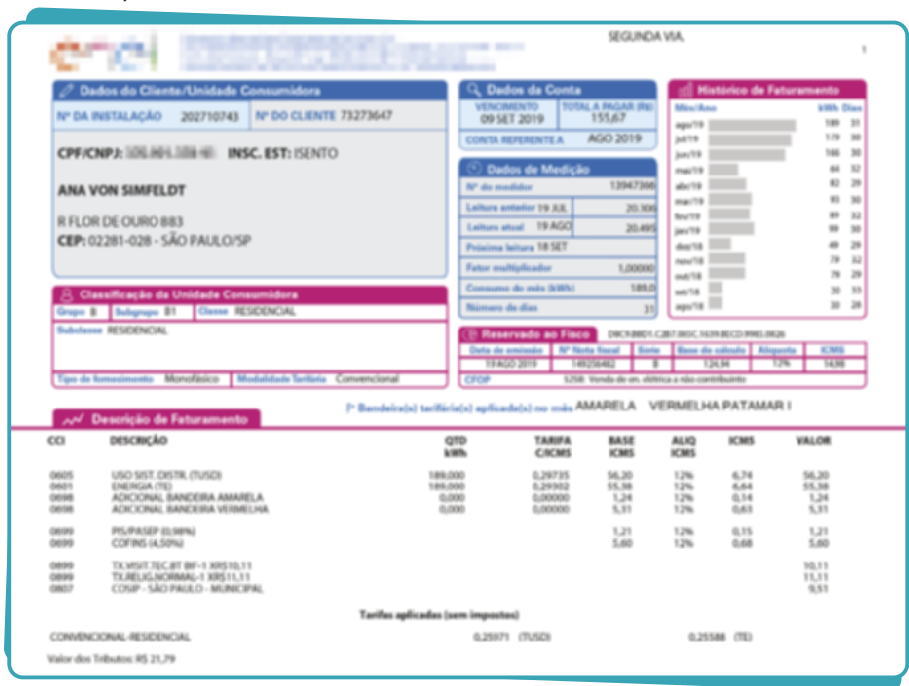 SEGUNDA VIA
1
Dados do Cliente/Unidade Consumidora
Nº DA INSTALAÇÃO 202710743 Nº DO CLIENTE 73273647
CPF/CNPJ: INSC. EST: ISENTO
ANA VON SIMFELDT
R FLOR DE OURO 883
CEP: 02281-028 - SÃO PAULO/SP
Classificação da Unidade Consumidora
Grupo B Subgrupo B1 Classe RESIDENCIAL
Subclasse RESIDENCIAL
Tipo de fornecimento Monofásico Modalidade Tarifária Convencional
Dados da Conta
VENCIMENTO TOTAL A PAGAR (R$)
09 SET 2019 155,67
CONTA REFERENTE A AGO 2019
Dados de Medição
Nº do medidor 13947398
Leitura anterior 19 JUL 20.306
Leitura atual 19 AGO 20.495
Próxima leitura 18 SET
Fator multiplicador 1,00000
Consumo do mês (kWh) 189,0
Número de dias 31
Histórico de Faturamento
Mês/Ano kWh Dias
ago/19 189 31
jul/19 179 30
jun/19 166 30
mai/19 64 32
abr/19 82 29
mar/19 93 30
fev/19 89 32
jan/19 99 30
dez/18 49 29
nov/18 79 32
out/18 78 29
set/18 30 33
ago/18 30 28
Reservado ao Fisco
Data de emissão Nº Nota fiscal Série Base de cálculo Alíquota ICMS
19 AGO 2019 149256462 B 124,94 12% 14,98
CFOP 5258: Venda de en. elétrica a não contribuinte
(* Bandeira(s) tarifária(s) aplicada(s) no mês AMARELA VERMELHA PATAMAR I
Descrição de Faturamento
CCI DESCRIÇÃO QTD kWh TARIFA C/ICMS BASE ICMS ALIQ ICMS ICMS VALOR
0605 USO SIST. DISTR. (TUSD) 189,000 0,29735 56,20 12% 6,74 56,20
0601 ENERGIA (TE) 189,000 0,29302 55,38 12% 6,64 55,38
0698 ADICIONAL BANDEIRA AMARELA 0,000 0,00000 1,24 12% 0,14 1,24
0698 ADICIONAL BANDEIRA VERMELHA 0,000 0,00000 5,31 12% 0,63 5,31
0699 PIS/PASEP (0,98%) 1,21 12% 0,15 1,21
0699 COFINS (4,50%) 5,60 12% 0,68 5,60
0899 TX.VISIT.TEC.BT BIF-1 XR$10,11 10,11
0899 TX.RELIG.NORMAL-1 XR$11,11 11,11
0807 COSIP - SÃO PAULO - MUNICIPAL 9,51
Tarifas aplicadas (sem impostos)
CONVENCIONAL-RESIDENCIAL 0,25971 (TUSD) 0,25588 (TE)
Valor dos Tributos: R$ 21,79